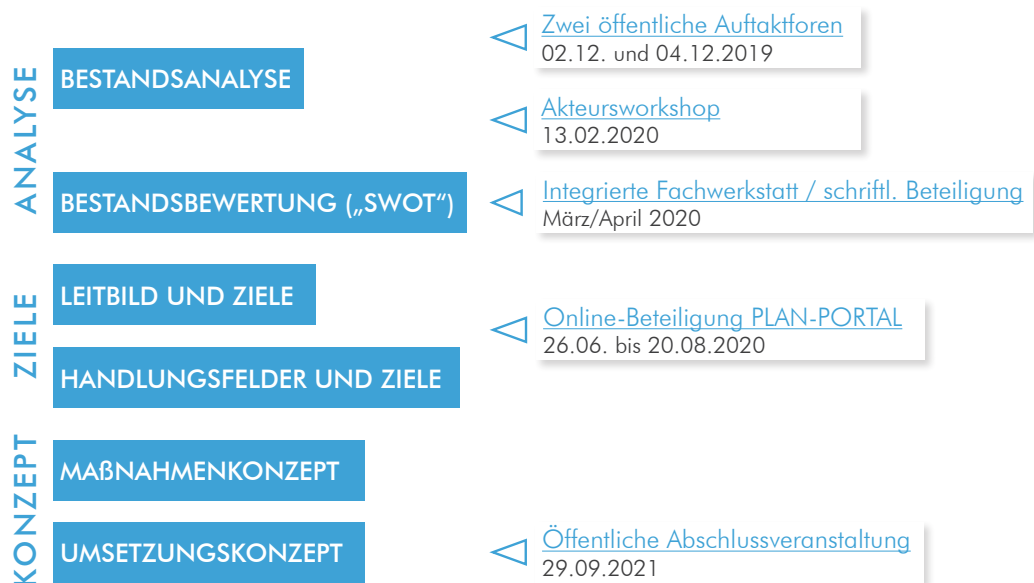 ANALYSE
BESTANDSANALYSE
Zwei öffentliche Auftaktforen
02.12. und 04.12.2019
Akteursworkshop
13.02.2020
BESTANDSBEWERTUNG („SWOT“)
Integrierte Fachwerkstatt / schriftl. Beteiligung
März/April 2020
ZIELE
LEITBILD UND ZIELE
Online-Beteiligung PLAN-PORTAL
26.06. bis 20.08.2020
HANDLUNGSFELDER UND ZIELE
KONZEPT
MAßNAHMENKONZEPT
UMSETZUNGSKONZEPT
Öffentliche Abschlussveranstaltung
29.09.2021